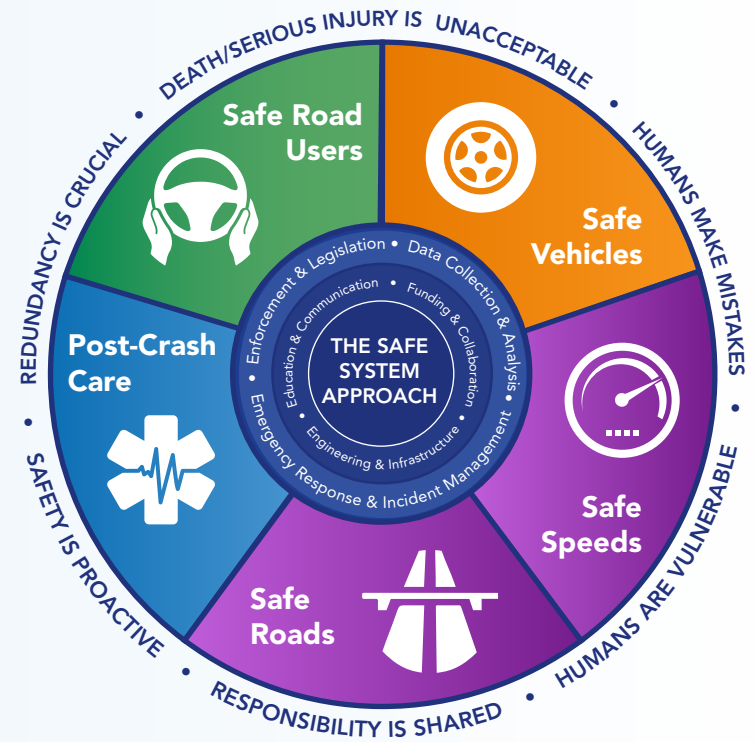 DEATH/SERIOUS INJURY IS UNACCEPTABLE •
HUMANS MAKE MISTAKES •
HUMANS ARE VULNERABLE •
RESPONSIBILITY IS SHARED •
SAFETY IS PROACTIVE •
REDUNDANCY IS CRUCIAL •
Safe Road
Users
Safe
Vehicles
Safe
Speeds
Safe
Roads
Post-Crash
Care
Enforcement & Legislation •
Data Collection & Analysis •
Emergency Response & Incident Management •
Education & Communication •
Funding & Collaboration •
Engineering & Infrastructure •
THE SAFE
SYSTEM
APPROACH